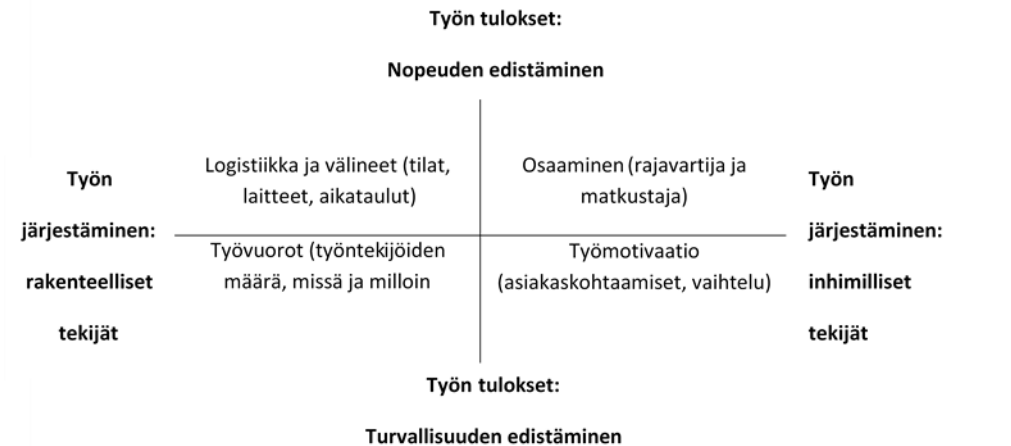 Työn tulokset:
Nopeuden edistäminen
Työn
järjestäminen:
rakenteelliset
tekijät
Logistiikka ja välineet (tilat,
laitteet, aikataulut)
Osaaminen (rajavartija ja
matkustaja)
Työvuorot (työntekijöiden
määrä, missä ja milloin
Työmotivaatio
(asiakaskohtaamiset, vaihtelu)
Työn
järjestäminen:
inhimilliset
tekijät
Työn tulokset:
Turvallisuuden edistäminen